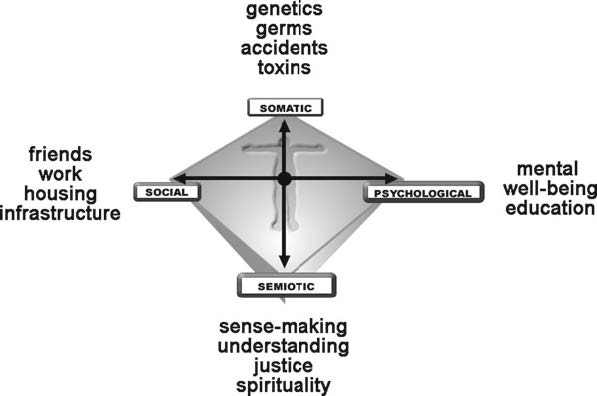 genetics
germs
accidents
toxins
SOMATIC
friends
work
housing
infrastructure
SOCIAL
PSYCHOLOGICAL
mental
well-being
education
SEMIOTIC
sense-making
understanding
justice
spirituality